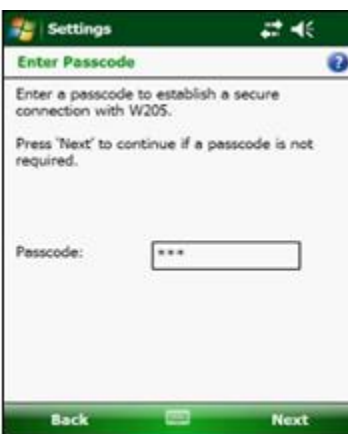 Settings
Enter Passcode
?
Enter a passcode to establish a secure
connection with W205.
Press 'Next' to continue if a passcode is not
required.
Passcode: ***
Back Next